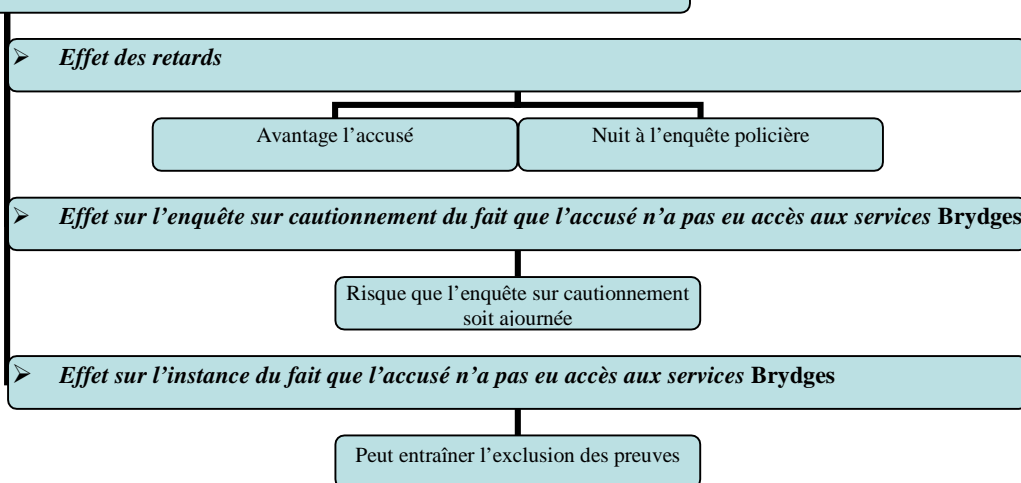 ➢ Effet des retards
Avantage l’accusé
Nuit à l’enquête policière
➢ Effet sur l’enquête sur cautionnement du fait que l’accusé n’a pas eu accès aux services Brydges
Risque que l’enquête sur cautionnement
soit ajournée
➢ Effet sur l’instance du fait que l’accusé n’a pas eu accès aux services Brydges
Peut entraîner l’exclusion des preuves